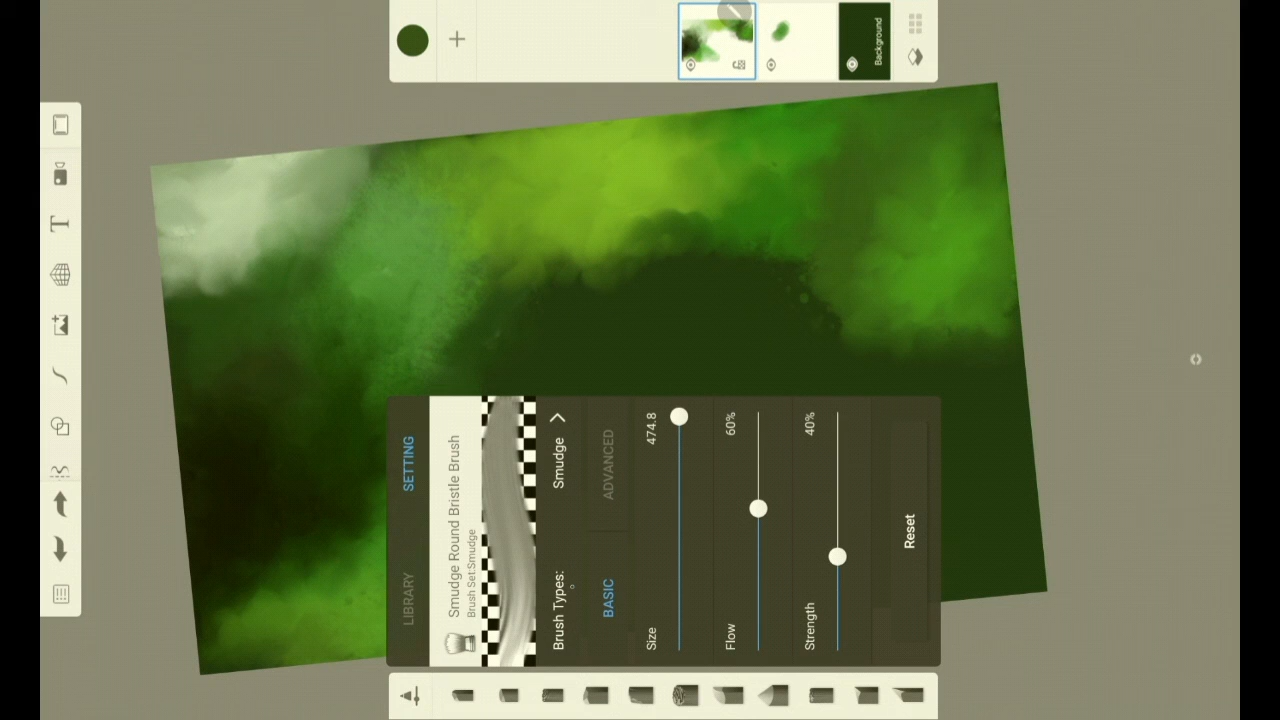 Background
LIBRARY
SETTING
Smudge Round Bristle Brush
Brush Set:Smudge
Brush Types:
Smudge
BASIC
ADVANCED
Size
474.8
Flow
60%
Strength
40%
Reset
T